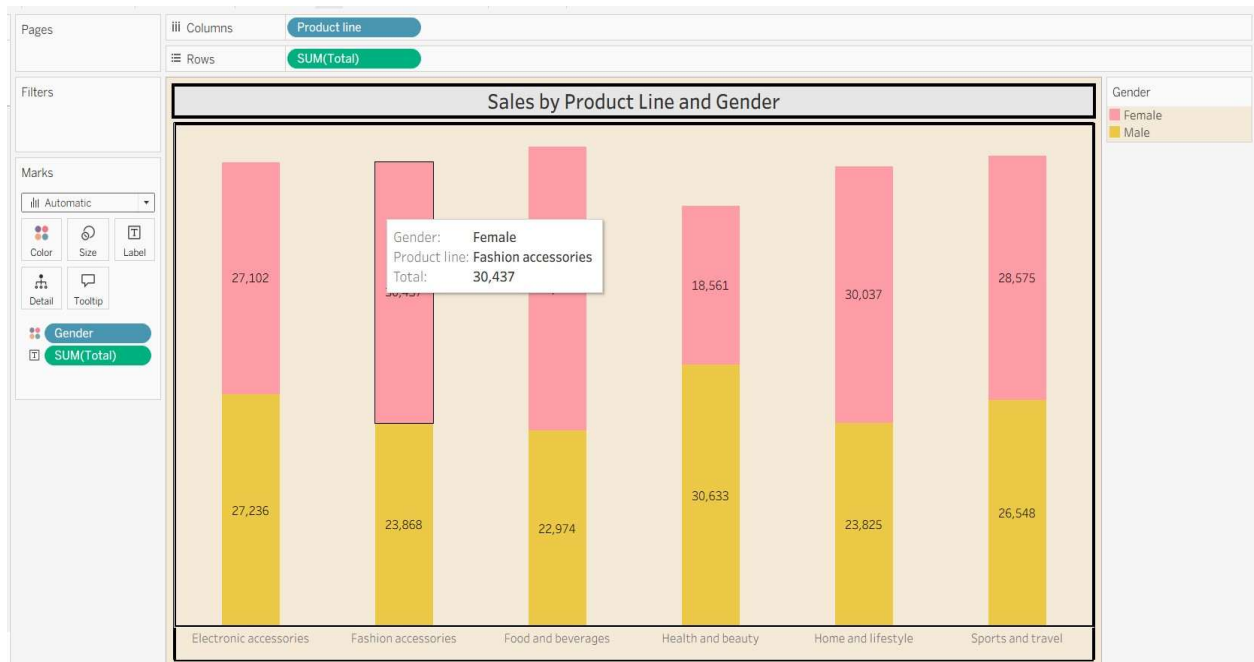 Pages
iii Columns
Product line
Rows
SUM(Total)
Filters
Sales by Product Line and Gender
Gender
Female
Male
Marks
Automatic
Color
Size
Label
Detail
Tooltip
Gender
SUM(Total)
Gender: Female
Product line: Fashion accessories
Total: 30,437
27,102
18,561
30,037
28,575
27,236
23,868
22,974
30,633
23,825
26,548
Electronic accessories
Fashion accessories
Food and beverages
Health and beauty
Home and lifestyle
Sports and travel